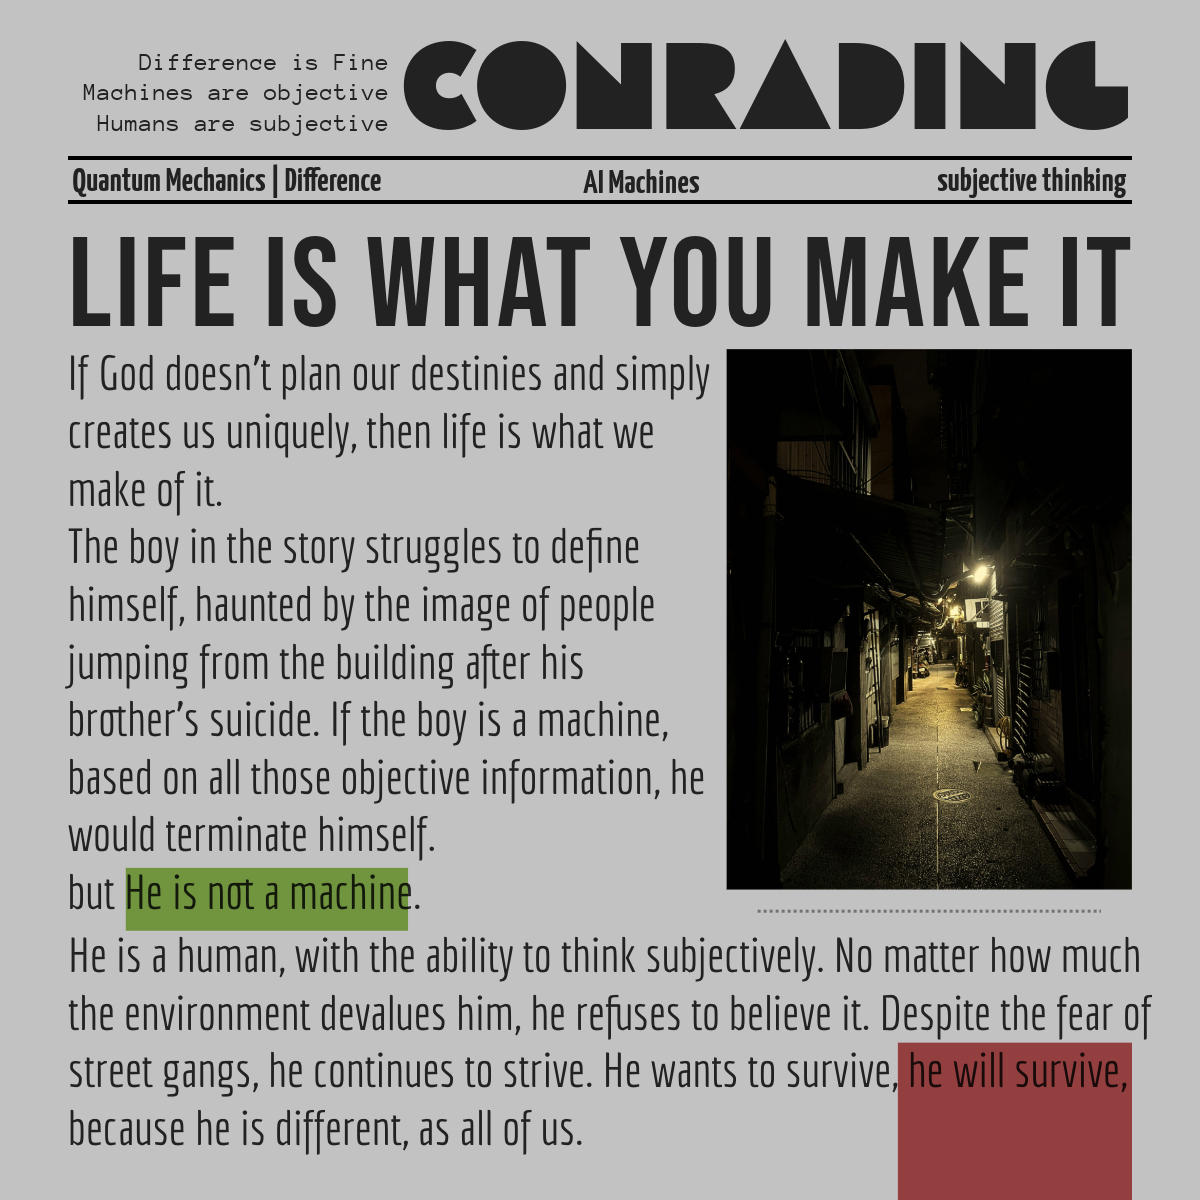 Difference is Fine
Machines are objective
Humans are subjective
CONRADING
Quantum Mechanics | Difference
AI Machines
subjective thinking
LIFE IS WHAT YOU MAKE IT
If God doesn't plan our destinies and simply
creates us uniquely, then life is what we
make of it.
The boy in the story struggles to define
himself, haunted by the image of people
jumping from the building after his
brother's suicide. If the boy is a machine,
based on all those objective information, he
would terminate himself.
but He is not a machine.
He is a human, with the ability to think subjectively. No matter how much
the environment devalues him, he refuses to believe it. Despite the fear of
street gangs, he continues to strive. He wants to survive, he will survive,
because he is different, as all of us.